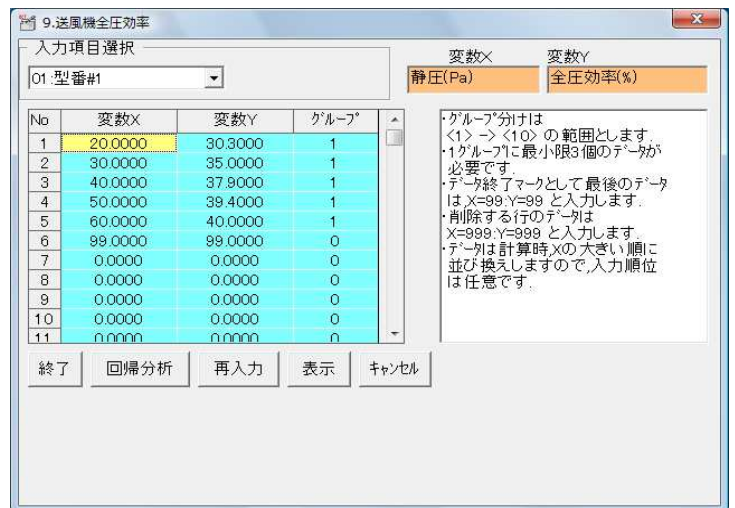 9.送風機全圧効率
入力項目選択
01:型番#1
変数X 変数Y
静圧(Pa) 全圧効率(%)
No 変数X 変数Y グループ
1 20.0000 30.3000 1
2 30.0000 35.0000 1
3 40.0000 37.9000 1
4 50.0000 39.4000 1
5 60.0000 40.0000 1
6 99.0000 99.0000 0
7 0.0000 0.0000 0
8 0.0000 0.0000 0
9 0.0000 0.0000 0
10 0.0000 0.0000 0
11 0.0000 0.0000 0
・グループ分けは
<1> -> <10> の範囲とします.
・1グループに最小限3個のデータが
必要です.
・データ終了マークとして最後のデータ
は,X=99:Y=99 と入力します.
・削除する行のデータは
X=999:Y=999 と入力します.
・データは計算時,Xの大きい順に
並び換えしますので,入力順位
は任意です.
終了 回帰分析 再入力 表示 キャンセル